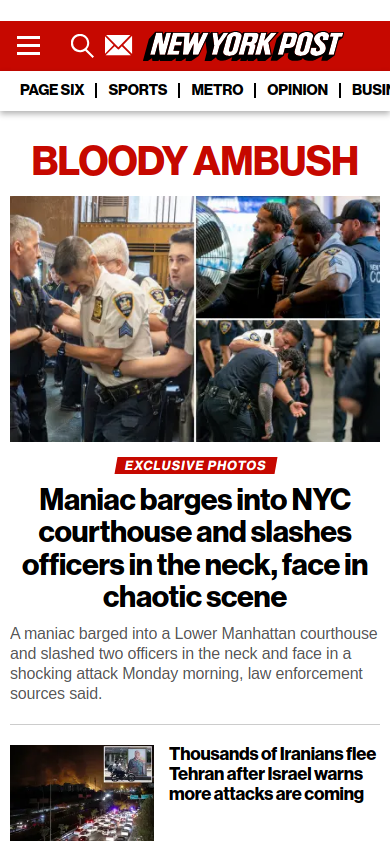 NEW YORK POST
PAGE SIX | SPORTS | METRO | OPINION | BUSI
BLOODY AMBUSH
EXCLUSIVE PHOTOS
Maniac barges into NYC
courthouse and slashes
officers in the neck, face in
chaotic scene
A maniac barged into a Lower Manhattan courthouse
and slashed two officers in the neck and face in a
shocking attack Monday morning, law enforcement
sources said.
Thousands of Iranians flee
Tehran after Israel warns
more attacks are coming